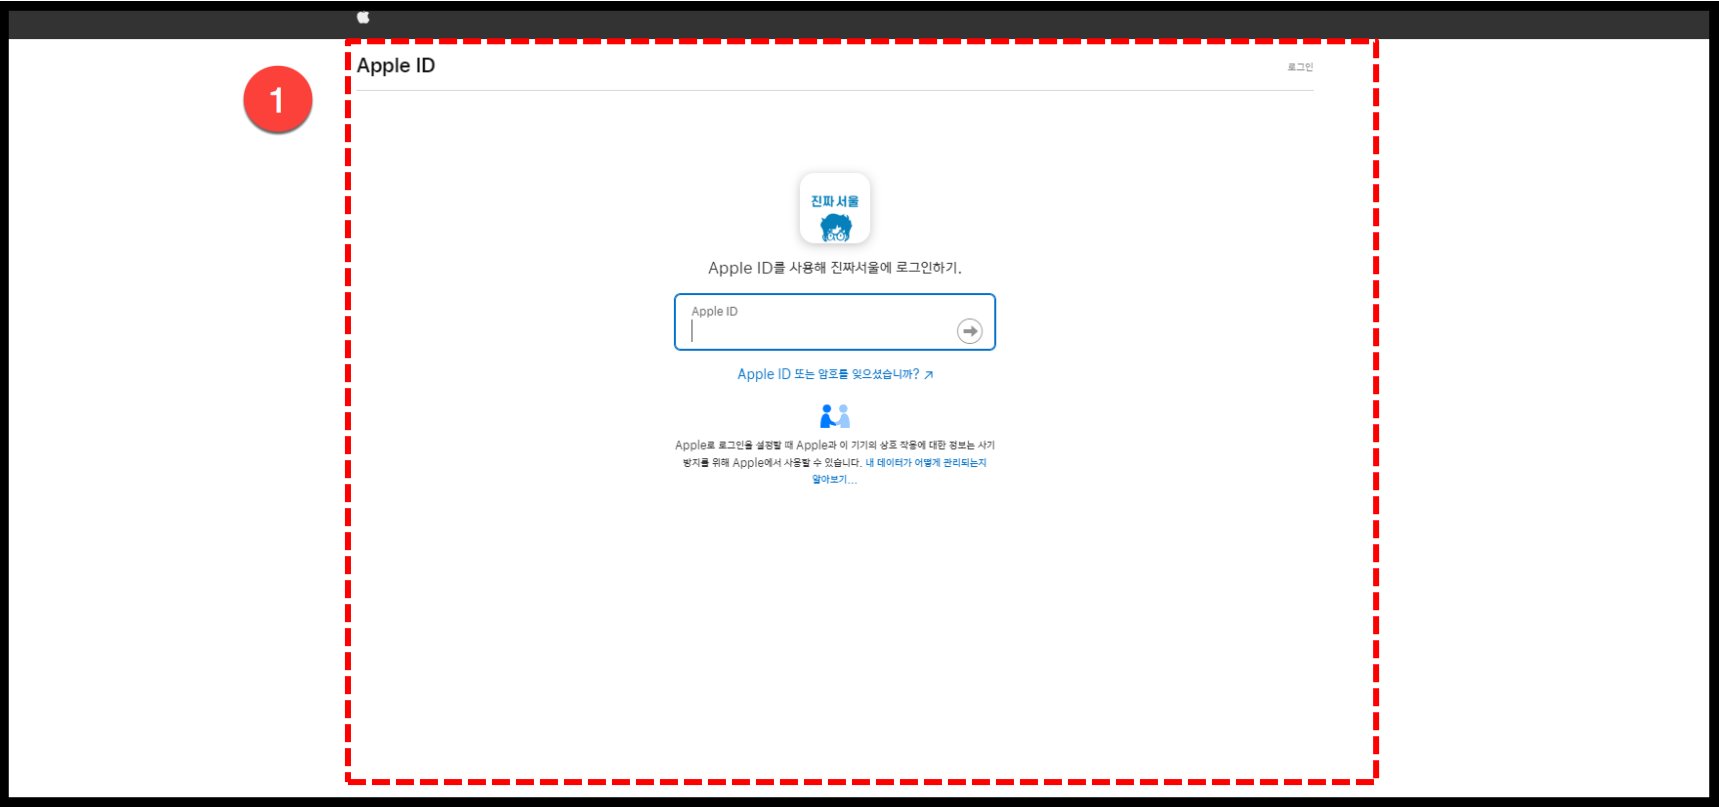 Apple ID
로그인
1
진짜서울
Apple ID를 사용해 진짜서울에 로그인하기.
Apple ID
Apple ID 또는 암호를 잊으셨습니까? ↗
Apple로 로그인을 설정할 때 Apple과 이 기기의 상호 작용에 대한 정보는 사기
방지를 위해 Apple에서 사용할 수 있습니다. 내 데이터가 어떻게 관리되는지
알아보기...